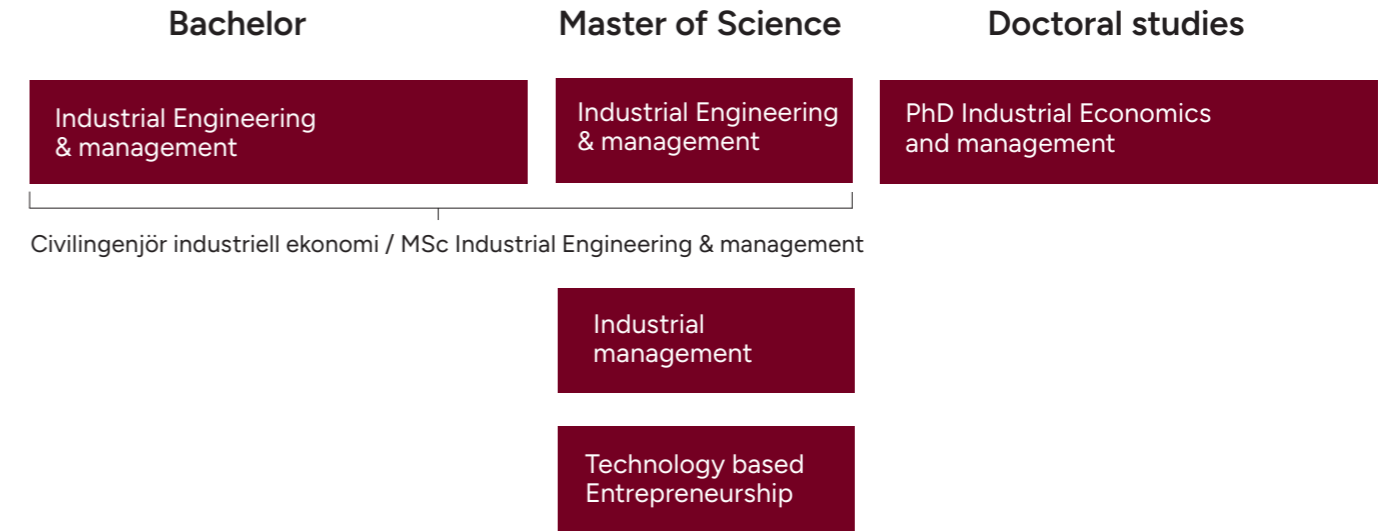 Bachelor
Master of Science
Doctoral studies
Industrial Engineering
& management
Industrial Engineering
& management
PhD Industrial Economics
and management
Civilingenjör industriell ekonomi / MSc Industrial Engineering & management
Industrial
management
Technology based
Entrepreneurship